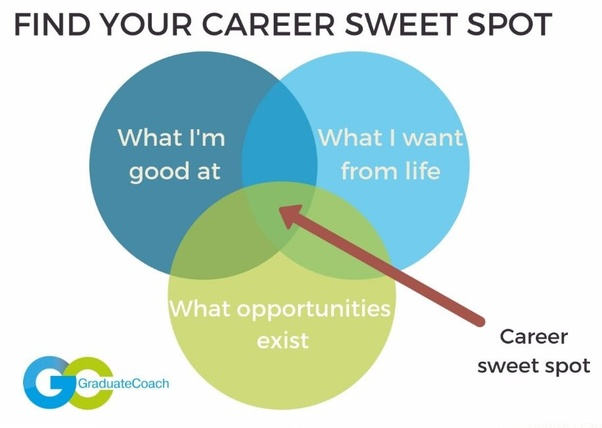 FIND YOUR CAREER SWEET SPOT
What I'm
good at
What I want
from life
What opportunities
exist
Career
sweet spot
GC GraduateCoach